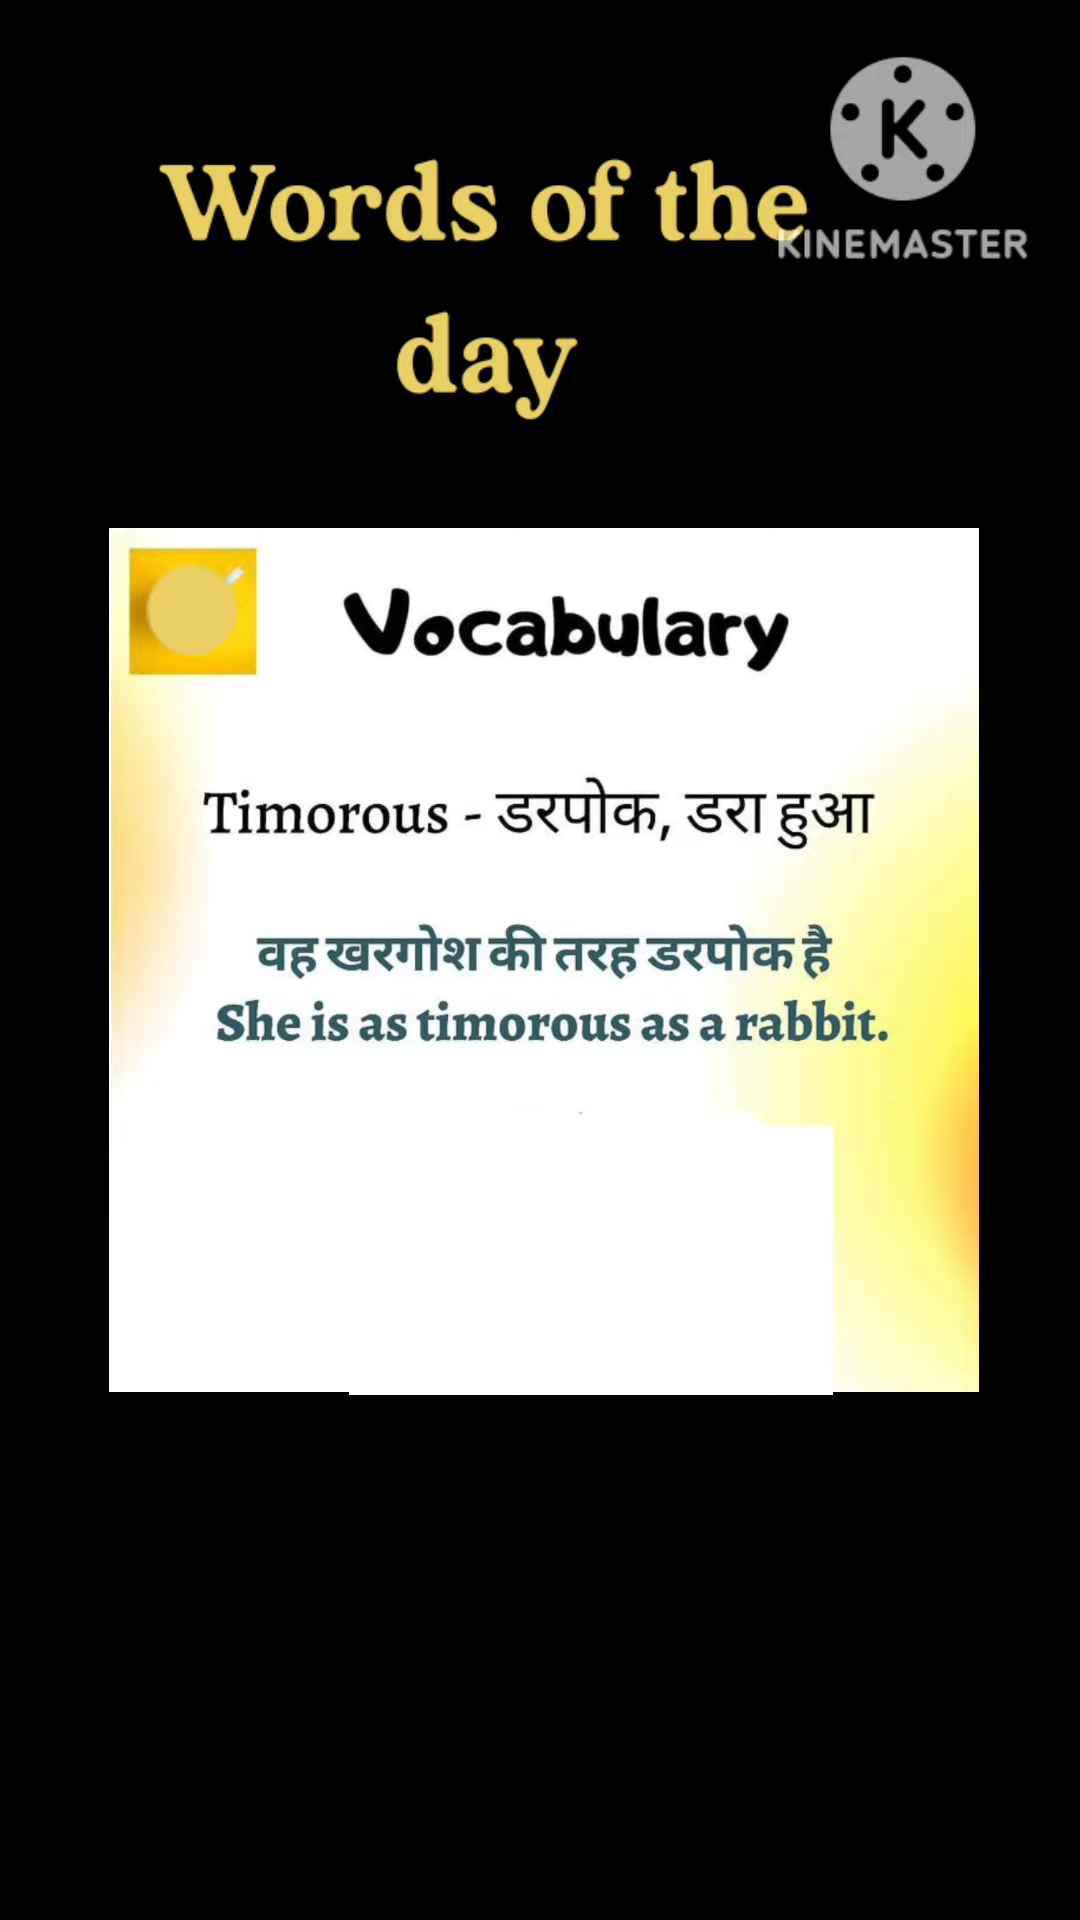 Words of the
day
K
KINEMASTER
Vocabulary
Timorous - डरपोक, डरा हुआ
वह खरगोश की तरह डरपोक है
She is as timorous as a rabbit.